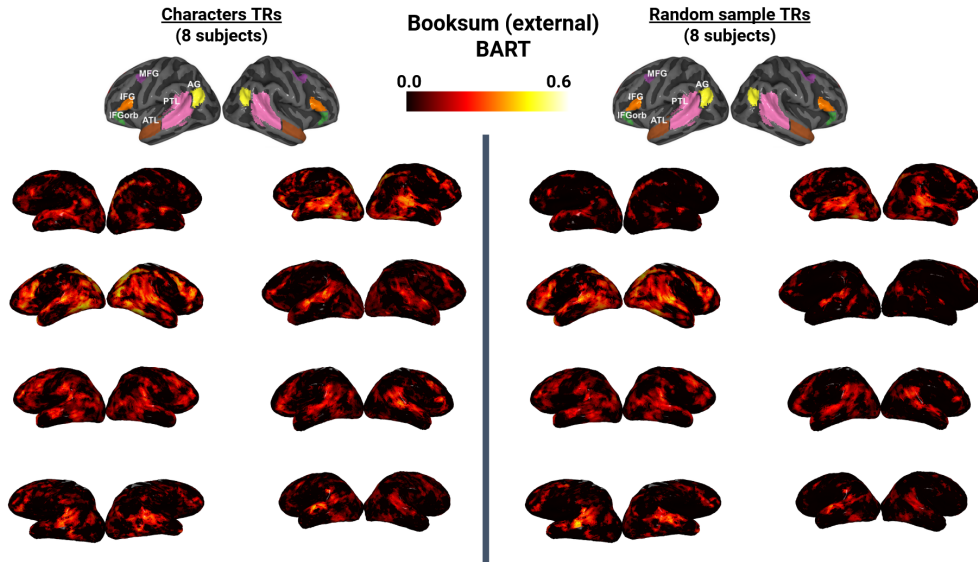 Characters TRs
(8 subjects)
Booksum (external)
BART
Random sample TRs
(8 subjects)
0.0
0.6
MFG
AG
IFG
PTL
IFGorb
ATL
MFG
AG
IFG
PTL
IFGorb
ATL